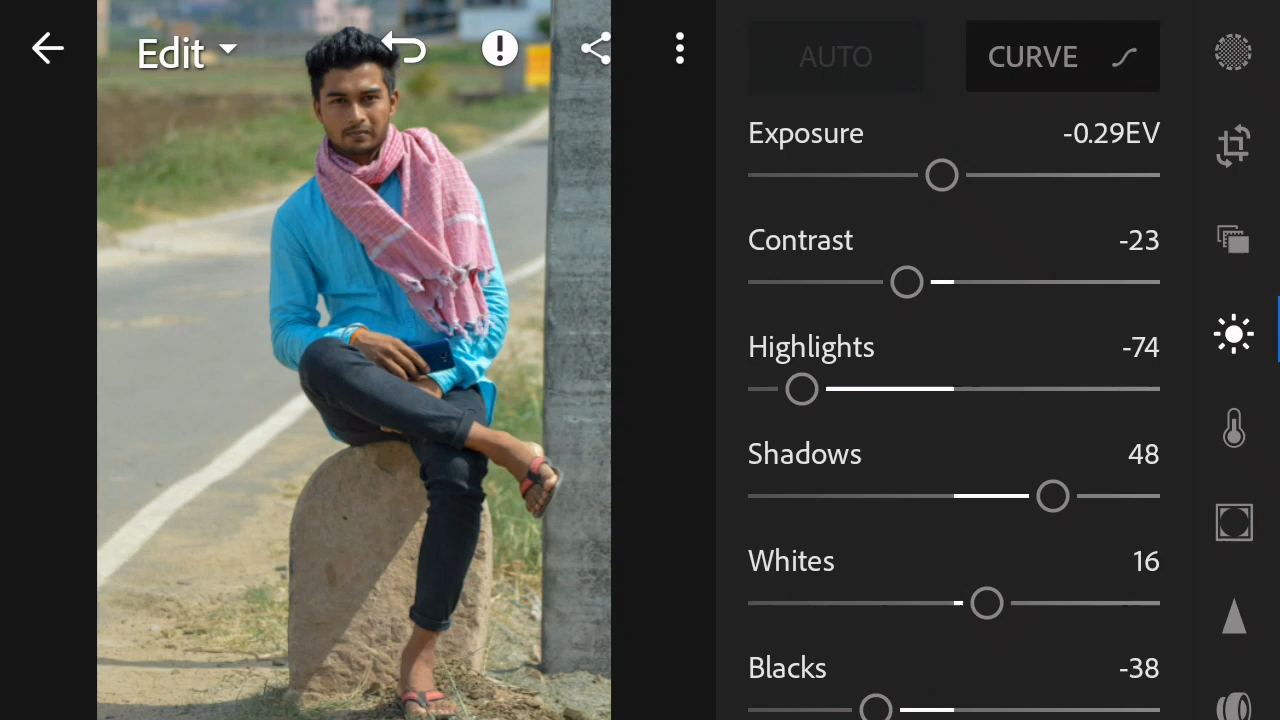 Edit
AUTO
CURVE
Exposure -0.29EV
Contrast -23
Highlights -74
Shadows 48
Whites 16
Blacks -38